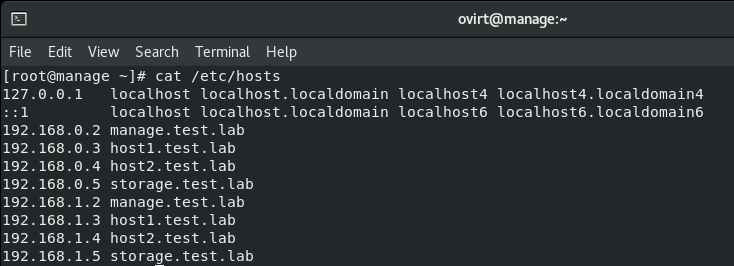 ovirt@manage:~
File Edit View Search Terminal Help
[root@manage ~]# cat /etc/hosts
127.0.0.1   localhost localhost.localdomain localhost4 localhost4.localdomain4
::1         localhost localhost.localdomain localhost6 localhost6.localdomain6
192.168.0.2 manage.test.lab
192.168.0.3 host1.test.lab
192.168.0.4 host2.test.lab
192.168.0.5 storage.test.lab
192.168.1.2 manage.test.lab
192.168.1.3 host1.test.lab
192.168.1.4 host2.test.lab
192.168.1.5 storage.test.lab